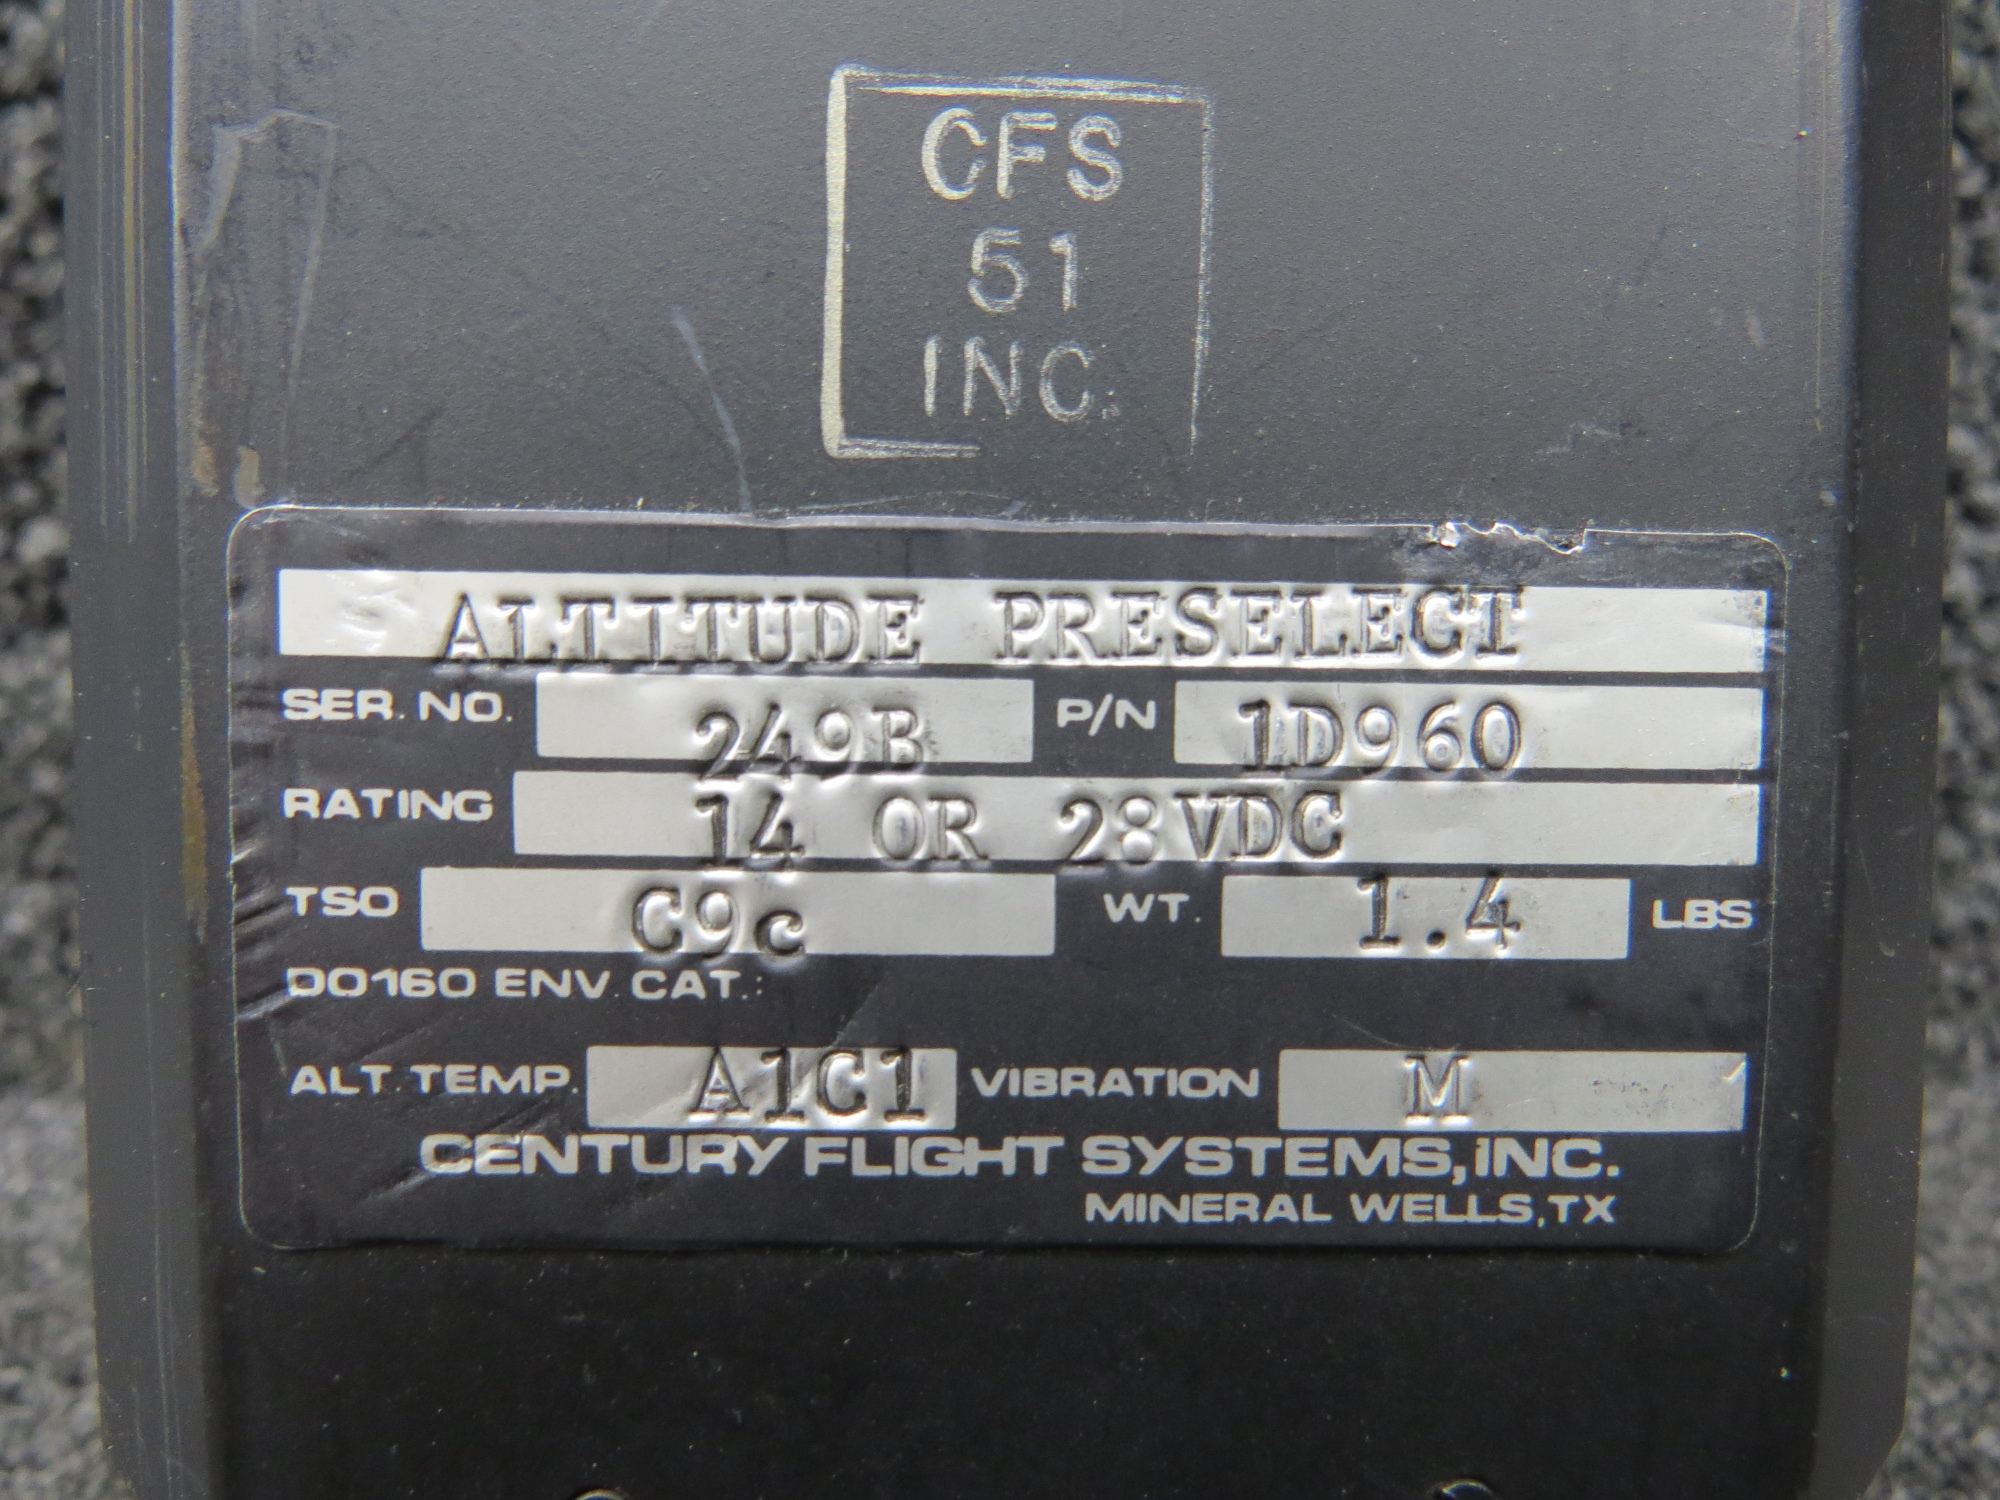 CFS
51
INC.
ALTITUDE PRESELECT
SER. NO. 249B P/N 1D960
RATING 14 OR 28VDC
TSO C9c WT. 1.4 LBS
DO160 ENV. CAT.:
ALT. TEMP. A1C1 VIBRATION M
CENTURY FLIGHT SYSTEMS, iNC.
MINERAL WELLS, TX